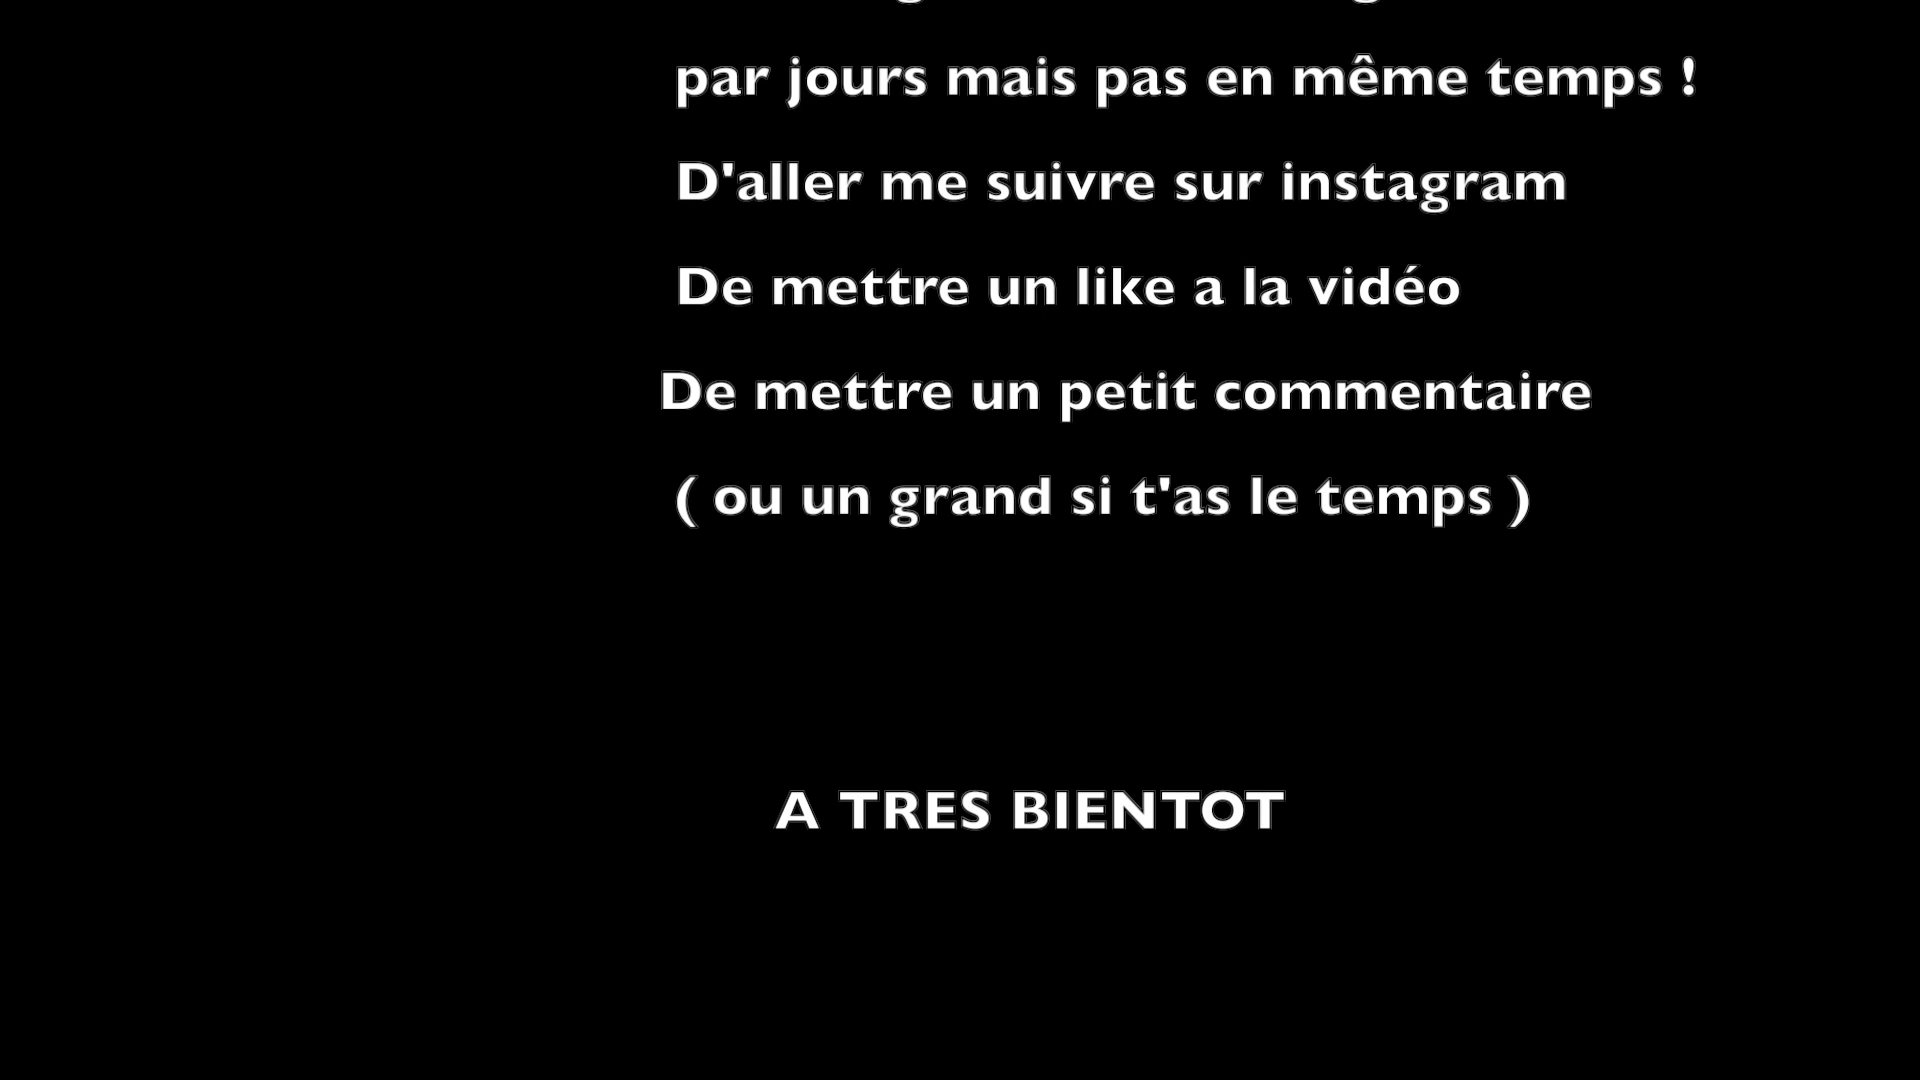 par jours mais pas en même temps !
D'aller me suivre sur instagram
De mettre un like a la vidéo
De mettre un petit commentaire
( ou un grand si t'as le temps )
A TRES BIENTOT